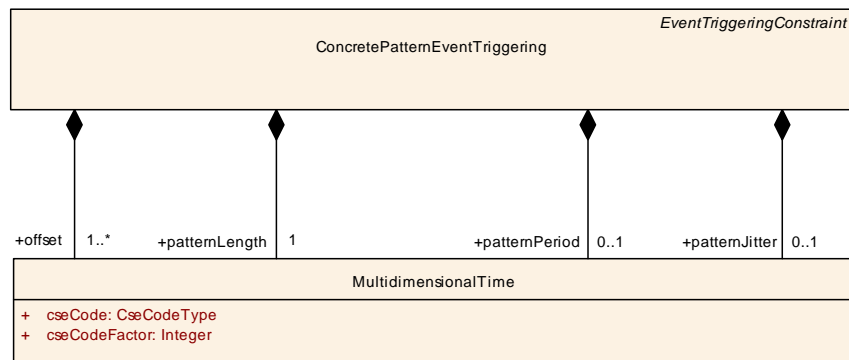 EventTriggeringConstraint
ConcretePatternEventTriggering
+offset 1..* +patternLength 1 +patternPeriod 0..1 +patternJitter 0..1
MultidimensionalTime
+ cseCode: CseCodeType
+ cseCodeFactor: Integer